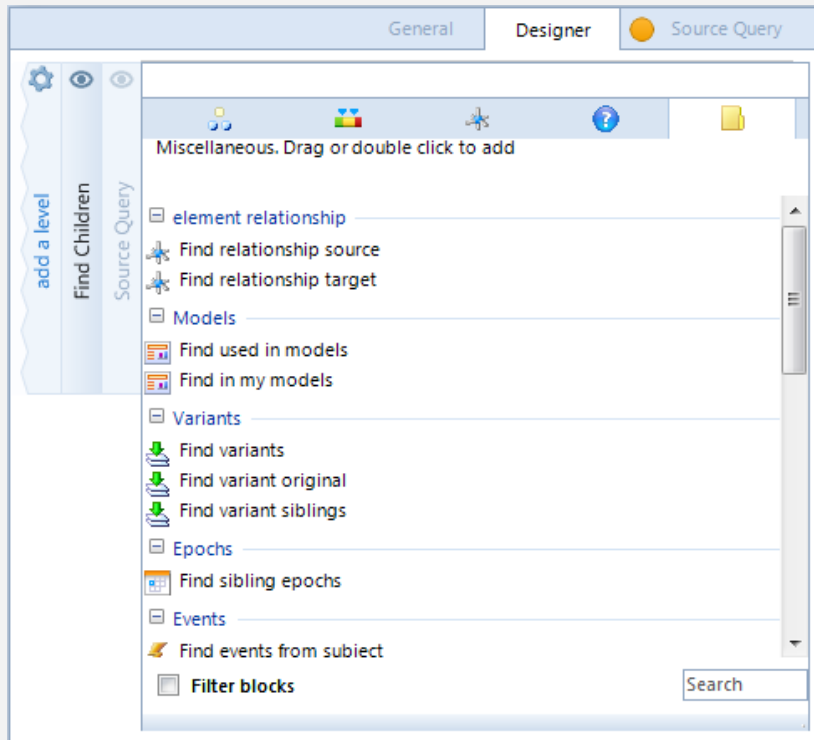 General
Designer
Source Query
add a level
Find Children
Source Query
Miscellaneous. Drag or double click to add
element relationship
Find relationship source
Find relationship target
Models
Find used in models
Find in my models
Variants
Find variants
Find variant original
Find variant siblings
Epochs
Find sibling epochs
Events
Find events from subject
Filter blocks
Search